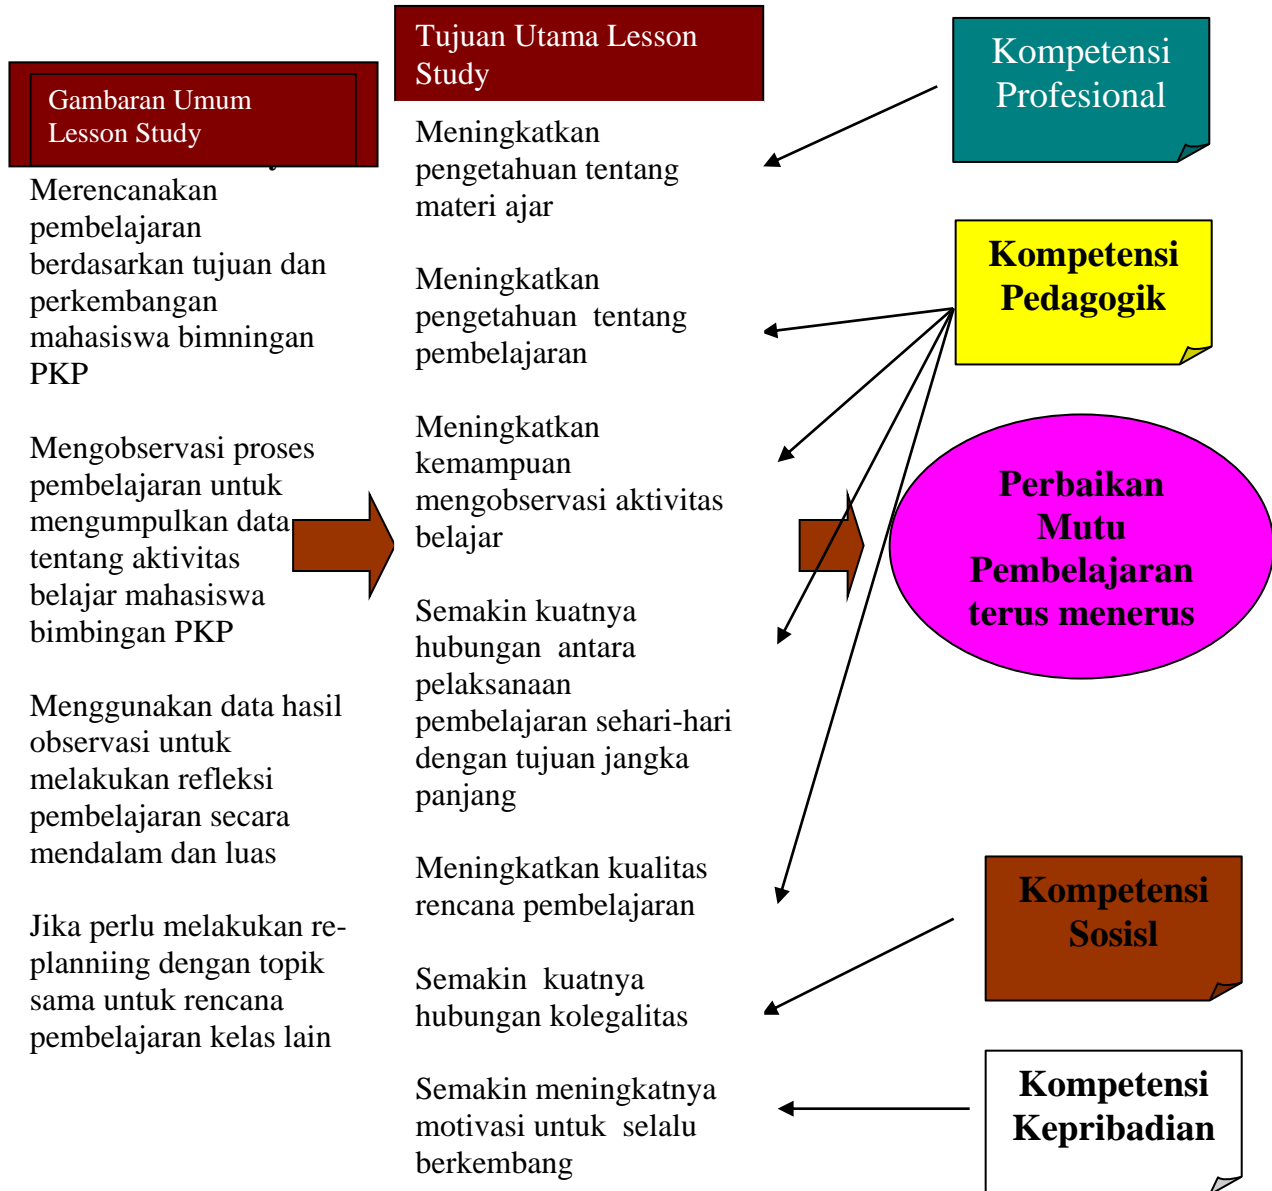 Gambaran Umum
Lesson Study
Merencanakan
pembelajaran
berdasarkan tujuan dan
perkembangan
mahasiswa bimningan
PKP
Mengobservasi proses
pembelajaran untuk
mengumpulkan data
tentang aktivitas
belajar mahasiswa
bimbingan PKP
Menggunakan data hasil
observasi untuk
melakukan refleksi
pembelajaran secara
mendalam dan luas
Jika perlu melakukan re-
planniing dengan topik
sama untuk rencana
pembelajaran kelas lain
Tujuan Utama Lesson
Study
Meningkatkan
pengetahuan tentang
materi ajar
Meningkatkan
pengetahuan  tentang
pembelajaran
Meningkatkan
kemampuan
mengobservasi aktivitas
belajar
Semakin kuatnya
hubungan  antara
pelaksanaan
pembelajaran sehari-hari
dengan tujuan jangka
panjang
Meningkatkan kualitas
rencana pembelajaran
Semakin  kuatnya
hubungan kolegalitas
Semakin meningkatnya
motivasi untuk  selalu
berkembang
Kompetensi
Profesional
Kompetensi
Pedagogik
Perbaikan
Mutu
Pembelajaran
terus menerus
Kompetensi
Sosisl
Kompetensi
Kepribadian